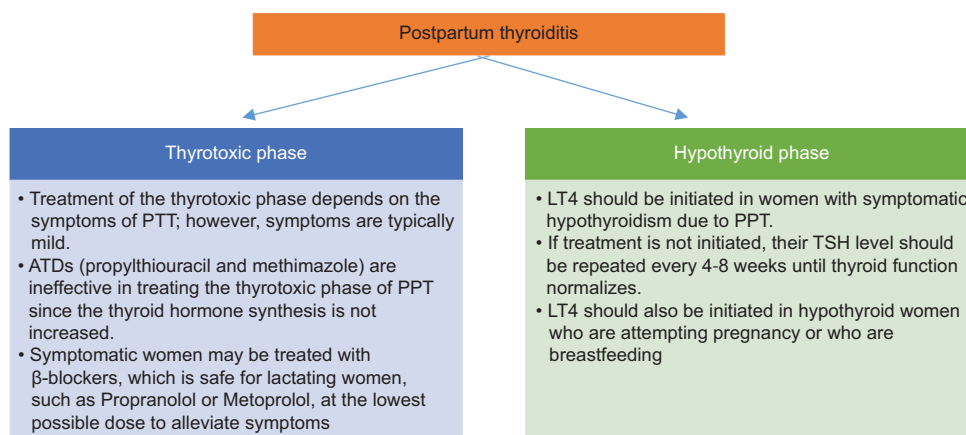 Postpartum thyroiditis
Thyrotoxic phase
• Treatment of the thyrotoxic phase depends on the
symptoms of PTT; however, symptoms are typically
mild.
• ATDs (propylthiouracil and methimazole) are
ineffective in treating the thyrotoxic phase of PPT
since the thyroid hormone synthesis is not
increased.
• Symptomatic women may be treated with
β-blockers, which is safe for lactating women,
such as Propranolol or Metoprolol, at the lowest
possible dose to alleviate symptoms
Hypothyroid phase
• LT4 should be initiated in women with symptomatic
hypothyroidism due to PPT.
• If treatment is not initiated, their TSH level should
be repeated every 4-8 weeks until thyroid function
normalizes.
• LT4 should also be initiated in hypothyroid women
who are attempting pregnancy or who are
breastfeeding